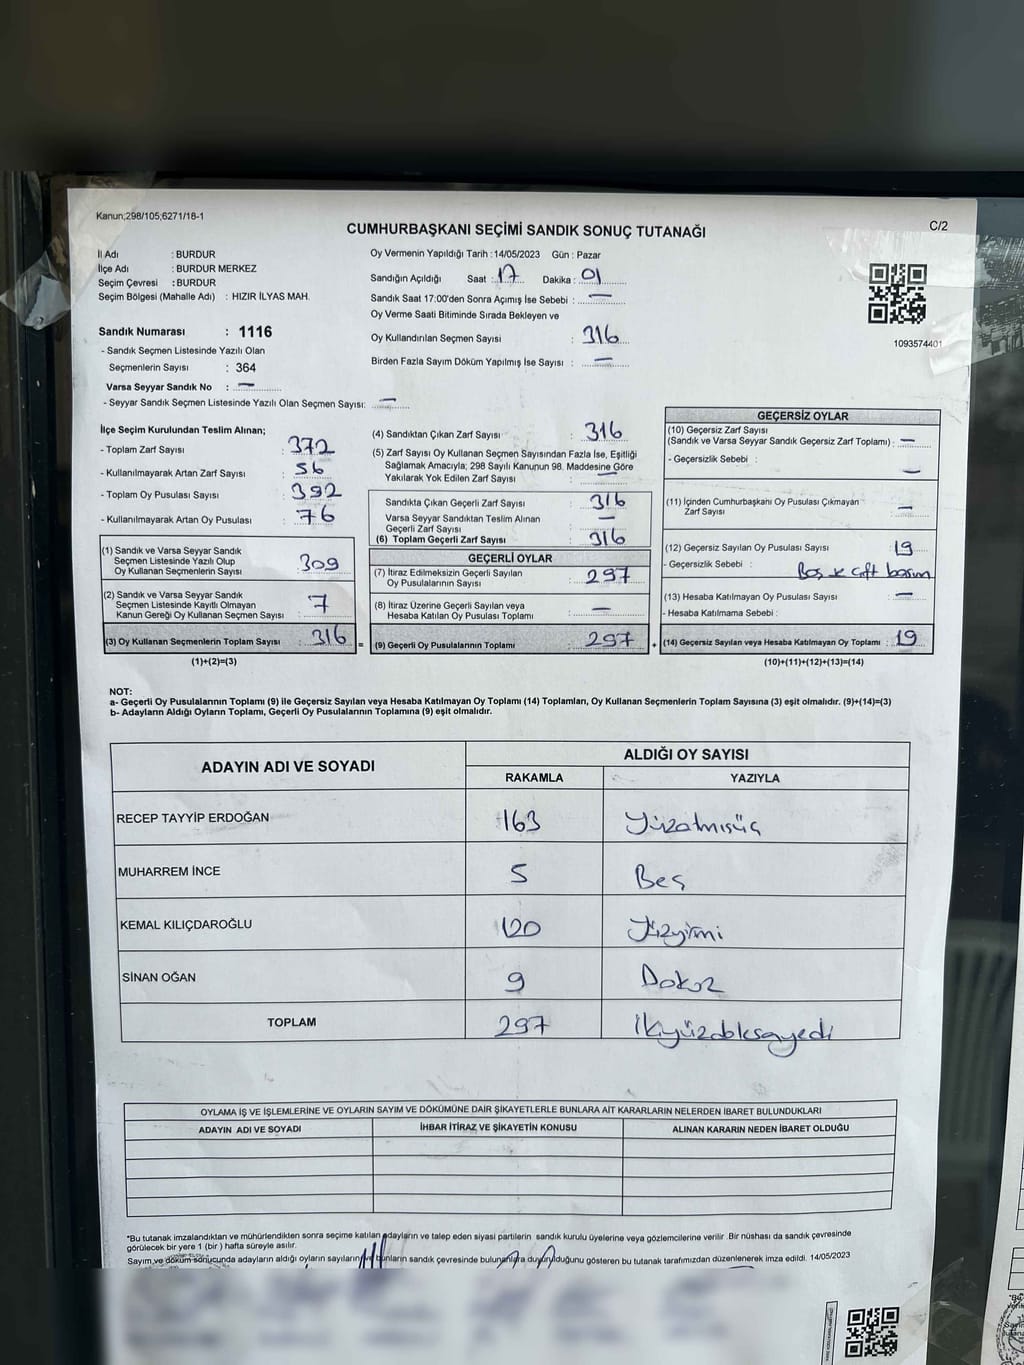 Kanun;298/105;6271/18-1
C/2
CUMHURBAŞKANI SEÇİMİ SANDIK SONUÇ TUTANAĞI
İl Adı : BURDUR
İlçe Adı : BURDUR MERKEZ
Seçim Çevresi : BURDUR
Seçim Bölgesi (Mahalle Adı) : HIZIR İLYAS MAH.
Sandık Numarası : 1116
- Sandık Seçmen Listesinde Yazılı Olan
Seçmenlerin Sayısı : 364
Varsa Seyyar Sandık No : —
- Seyyar Sandık Seçmen Listesinde Yazılı Olan Seçmen Sayısı: —
Oy Vermenin Yapıldığı Tarih : 14/05/2023 Gün : Pazar
Sandığın Açıldığı Saat : 17 Dakika : 01
Sandık Saat 17:00'den Sonra Açımış İse Sebebi : —
Oy Verme Saati Bitiminde Sırada Bekleyen ve
Oy Kullandırılan Seçmen Sayısı : 316
Birden Fazla Sayım Döküm Yapılmış İse Sayısı : —
1093574401
İlçe Seçim Kurulundan Teslim Alınan;
- Toplam Zarf Sayısı : 372
- Kullanılmayarak Artan Zarf Sayısı : 56
- Toplam Oy Pusulası Sayısı : 392
- Kullanılmayarak Artan Oy Pusulası : 76
(1) Sandık ve Varsa Seyyar Sandık
Seçmen Listesinde Yazılı Olup
Oy Kullanan Seçmenlerin Sayısı : 309
(2) Sandık ve Varsa Seyyar Sandık
Seçmen Listesinde Kayıtlı Olmayan
Kanun Gereği Oy Kullanan Seçmen Sayısı : 7
(3) Oy Kullanan Seçmenlerin Toplam Sayısı : 316 =
(1)+(2)=(3)
(4) Sandıktan Çıkan Zarf Sayısı : 316
(5) Zarf Sayısı Oy Kullanan Seçmen Sayısından Fazla İse, Eşitliği
Sağlamak Amacıyla; 298 Sayılı Kanunun 98. Maddesine Göre
Yakılarak Yok Edilen Zarf Sayısı : —
Sandıkta Çıkan Geçerli Zarf Sayısı : 316
Varsa Seyyar Sandıktan Teslim Alınan
Geçerli Zarf Sayısı : —
(6) Toplam Geçerli Zarf Sayısı : 316
GEÇERLİ OYLAR
(7) İtiraz Edilmeksizin Geçerli Sayılan
Oy Pusulalarının Sayısı : 297
(8) İtiraz Üzerine Geçerli Sayılan veya
Hesaba Katılan Oy Pusulası Toplamı : —
(9) Geçerli Oy Pusulalarının Toplamı : 297 +
GEÇERSİZ OYLAR
(10) Geçersiz Zarf Sayısı
(Sandık ve Varsa Seyyar Sandık Geçersiz Zarf Toplamı) : —
- Geçersizlik Sebebi : —
(11) İçinden Cumhurbaşkanı Oy Pusulası Çıkmayan
Zarf Sayısı : —
(12) Geçersiz Sayılan Oy Pusulası Sayısı : 19
- Geçersizlik Sebebi : Boş ve çift basım
(13) Hesaba Katılmayan Oy Pusulası Sayısı : —
- Hesaba Katılmama Sebebi :
(14) Geçersiz Sayılan veya Hesaba Katılmayan Oy Toplamı : 19
(10)+(11)+(12)+(13)=(14)
NOT:
a- Geçerli Oy Pusulalarının Toplamı (9) ile Geçersiz Sayılan veya Hesaba Katılmayan Oy Toplamı (14) Toplamları, Oy Kullanan Seçmenlerin Toplam Sayısına (3) eşit olmalıdır. (9)+(14)=(3)
b- Adayların Aldığı Oyların Toplamı, Geçerli Oy Pusulalarının Toplamına (9) eşit olmalıdır.
ADAYIN ADI VE SOYADI
ALDIĞI OY SAYISI
RAKAMLA YAZIYLA
RECEP TAYYİP ERDOĞAN 163 Yüzatmışüç
MUHARREM İNCE 5 Beş
KEMAL KILIÇDAROĞLU 120 Yüzyirmi
SİNAN OĞAN 9 Dokuz
TOPLAM 297
OYLAMA İŞ VE İŞLEMLERİNE VE OYLARIN SAYIM VE DÖKÜMÜNE DAİR ŞİKAYETLERLE BUNLARA AİT KARARLARIN NELERDEN İBARET BULUNDUKLARI
ADAYIN ADI VE SOYADI İHBAR İTİRAZ VE ŞİKAYETİN KONUSU ALINAN KARARIN NEDEN İBARET OLDUĞU
*Bu tutanak imzalandıktan ve mühürlendikten sonra seçime katılan adayların ve talep eden siyasi partilerin sandık kurulu üyelerine veya gözlemcilerine verilir. Bir nüshası da sandık çevresinde
görülecek bir yere 1 (bir ) hafta süreyle asılır.
Sayım ve döküm sonucunda adayların aldığı oyların sayılarını ve bunların sandık çevresinde bulunanlara duyurulduğunu gösteren bu tutanak tarafımızdan düzenlenerek imza edildi. 14/05/2023